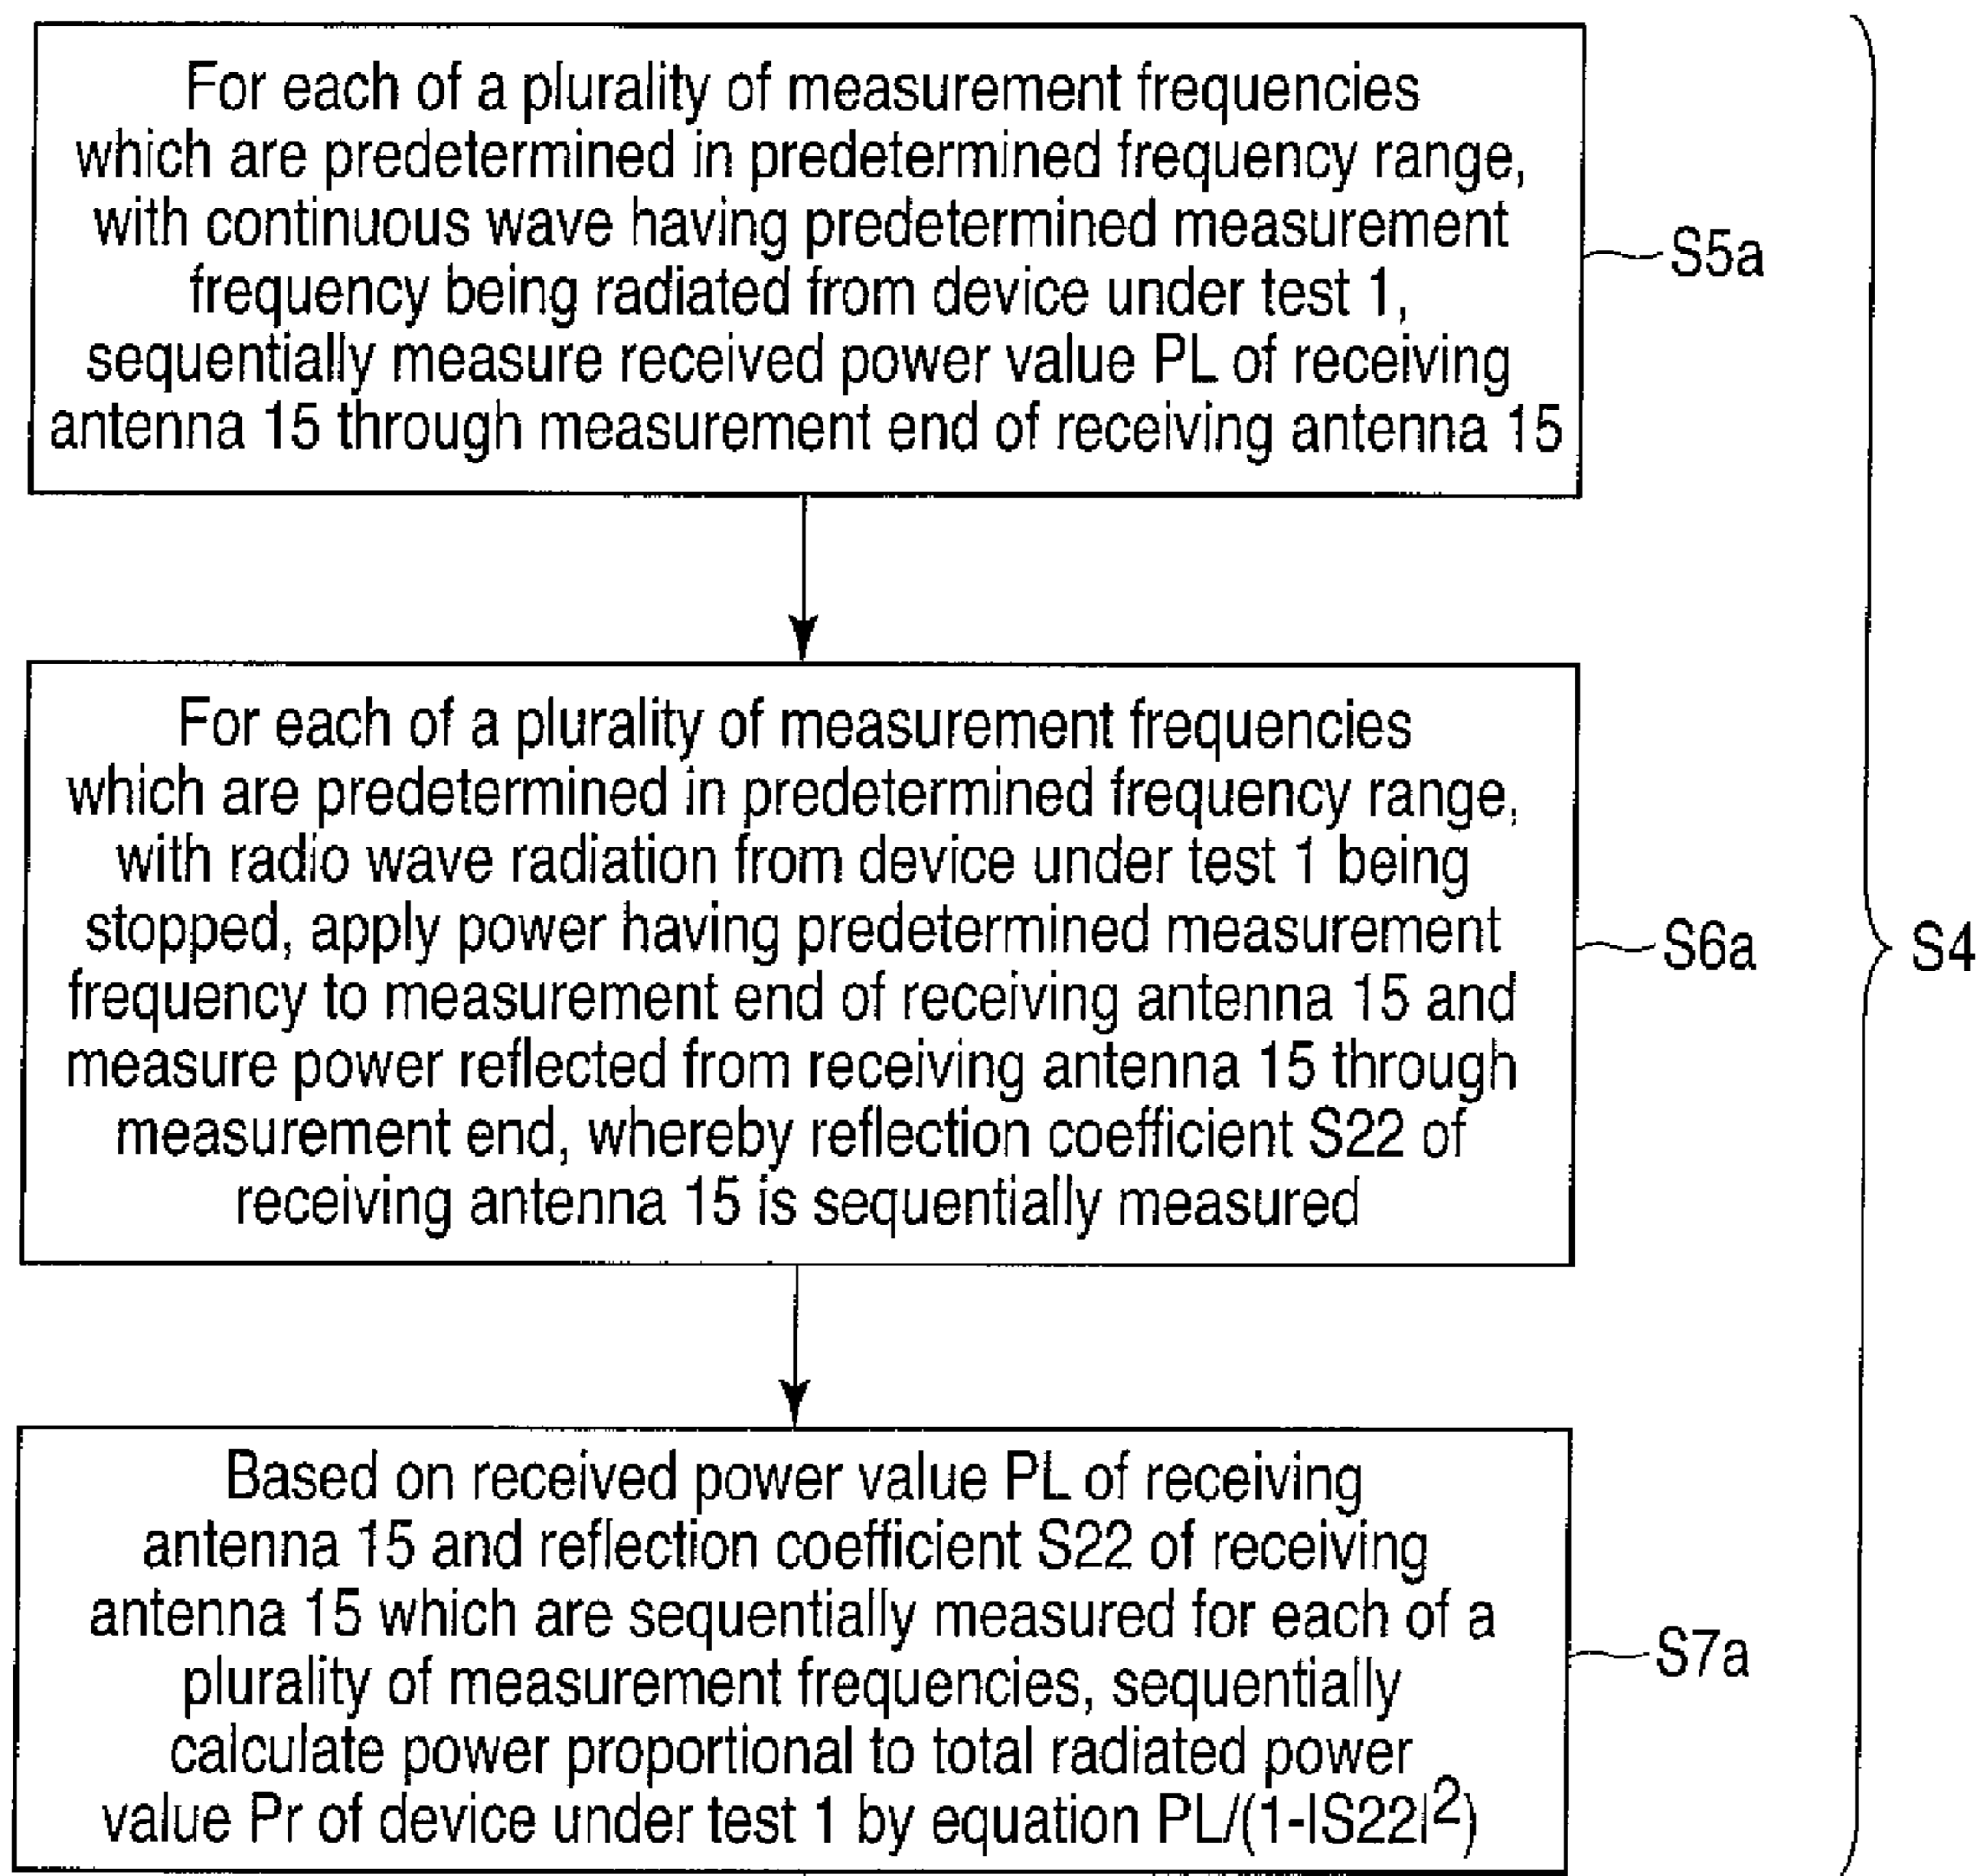 For each of a plurality of measurement frequencies
which are predetermined in predetermined frequency range,
with continuous wave having predetermined measurement
frequency being radiated from device under test 1,
sequentially measure received power value PL of receiving
antenna 15 through measurement end of receiving antenna 15
S5a
For each of a plurality of measurement frequencies
which are predetermined in predetermined frequency range,
with radio wave radiation from device under test 1 being
stopped, apply power having predetermined measurement
frequency to measurement end of receiving antenna 15 and
measure power reflected from receiving antenna 15 through
measurement end, whereby reflection coefficient S22 of
receiving antenna 15 is sequentially measured
S6a
S4
Based on received power value PL of receiving
antenna 15 and reflection coefficient S22 of receiving
antenna 15 which are sequentially measured for each of a
plurality of measurement frequencies, sequentially
calculate power proportional to total radiated power
value Pr of device under test 1 by equation PL/(1-|S22|²)
S7a